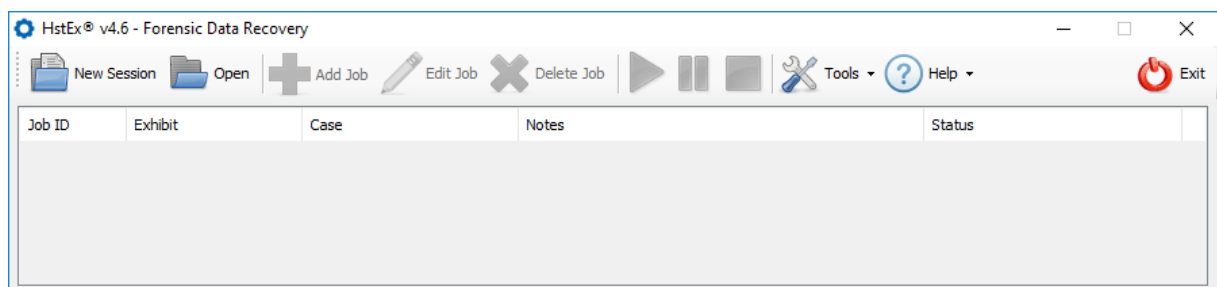 HstEx® v4.6 - Forensic Data Recovery
New Session Open Add Job Edit Job Delete Job Tools Help Exit
Job ID Exhibit Case Notes Status